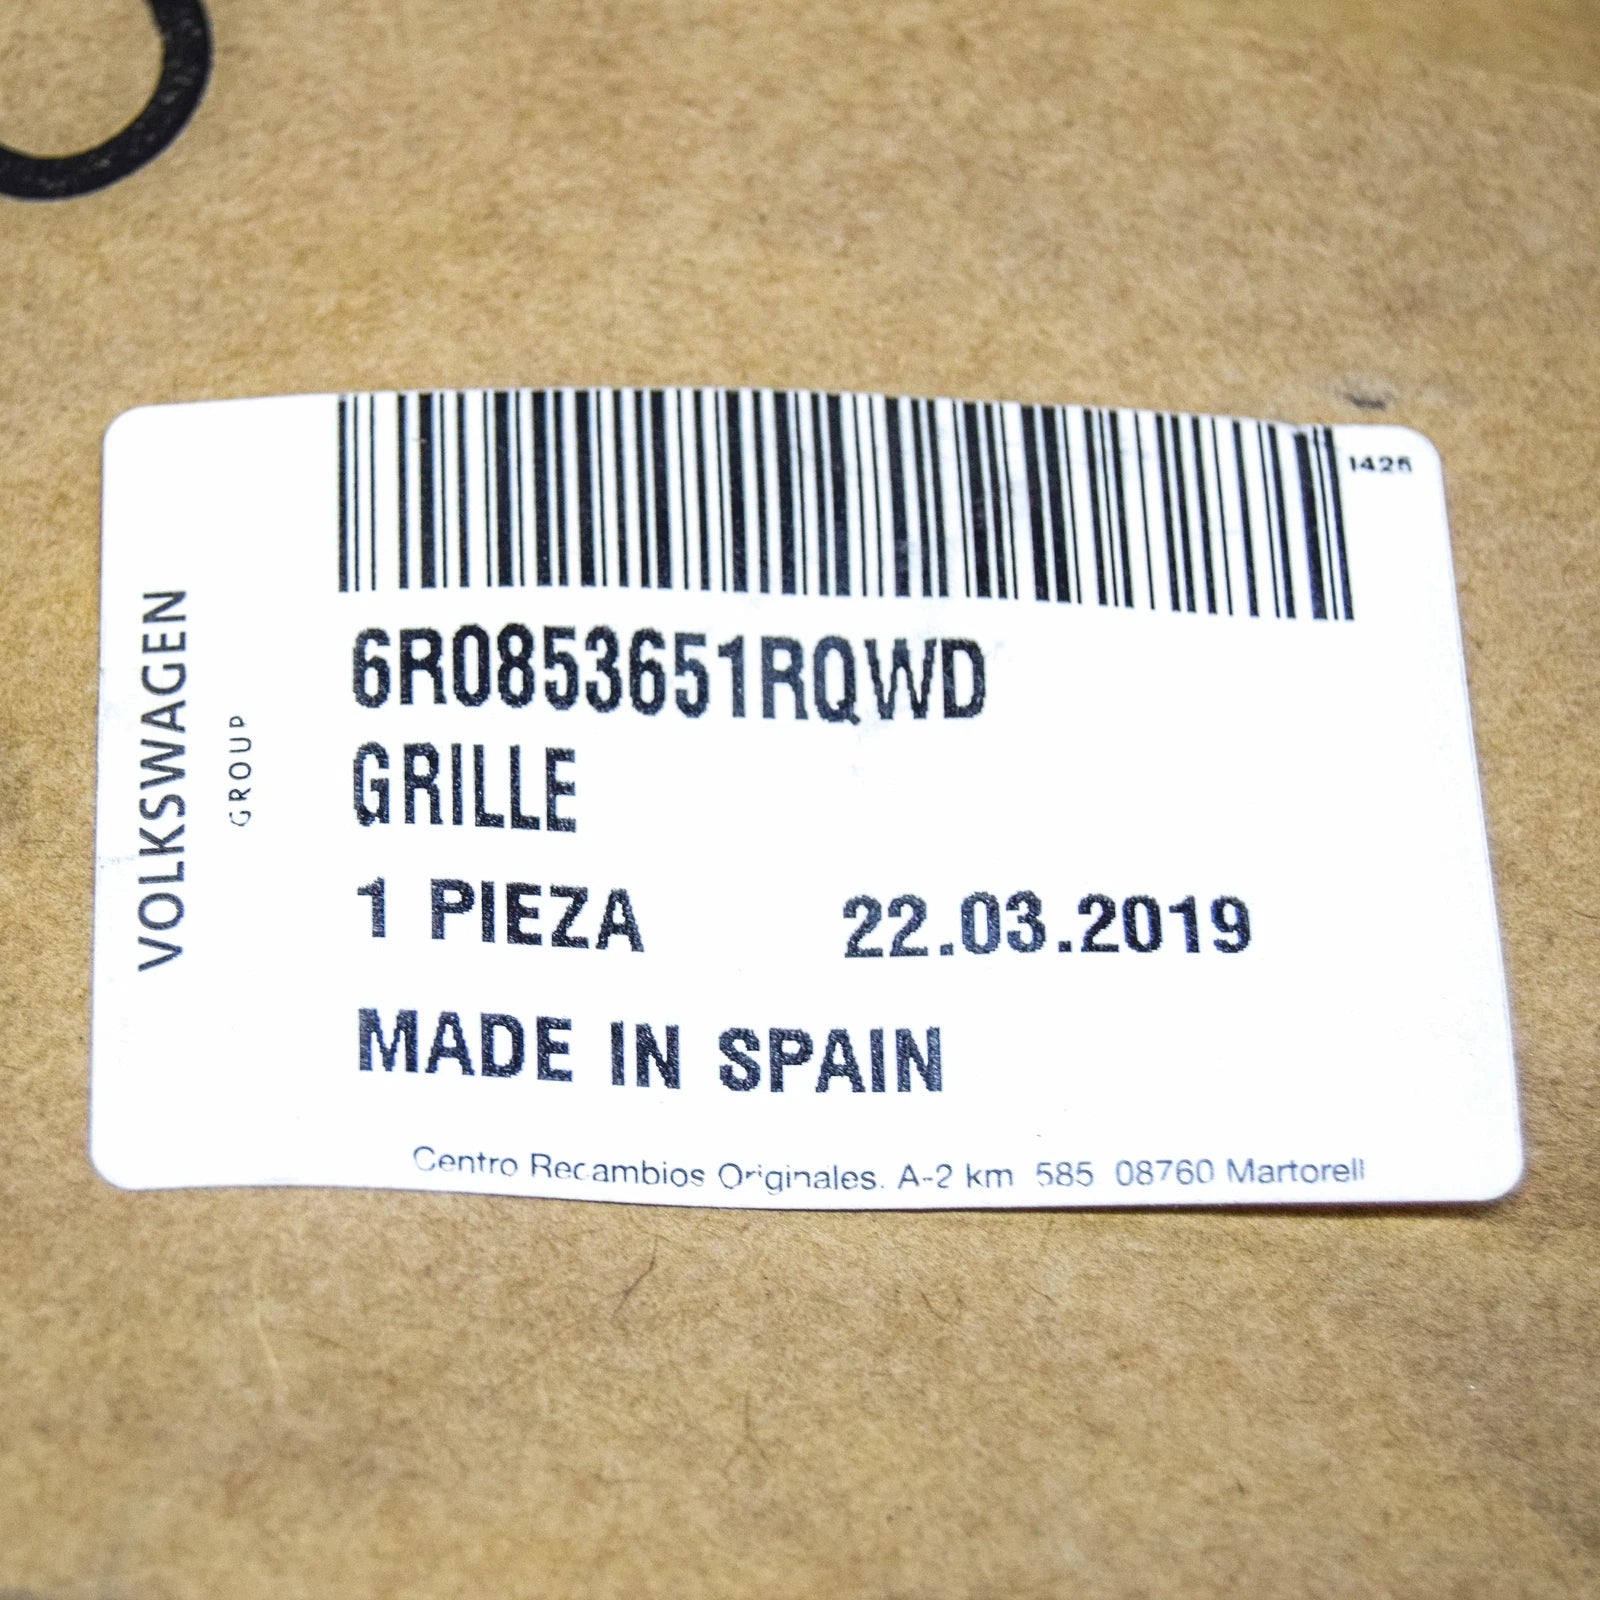 1425
6R0853651RQWD
GRILLE
1 PIEZA 22.03.2019
MADE IN SPAIN
Centro Recambios Originales. A-2 km 585 08760 Martorell
VOLKSWAGEN
GROUP